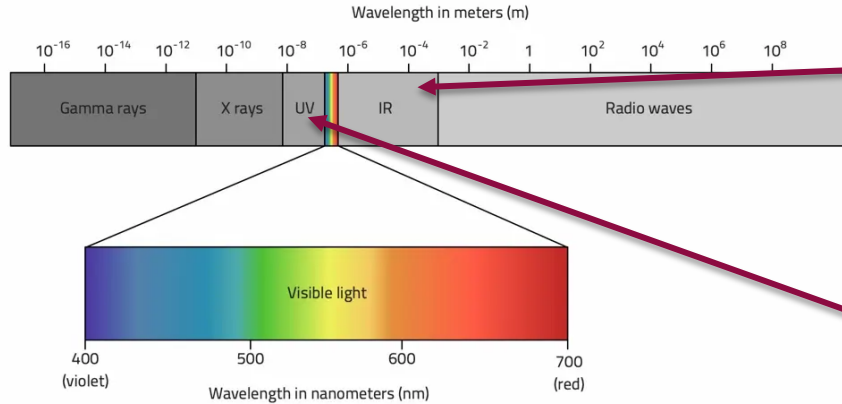 Wavelength in meters (m)
10⁻¹⁶ 10⁻¹⁴ 10⁻¹² 10⁻¹⁰ 10⁻⁸ 10⁻⁶ 10⁻⁴ 10⁻² 1 10² 10⁴ 10⁶ 10⁸
Gamma rays X rays UV IR Radio waves
Visible light
400 500 600 700
(violet) (red)
Wavelength in nanometers (nm)